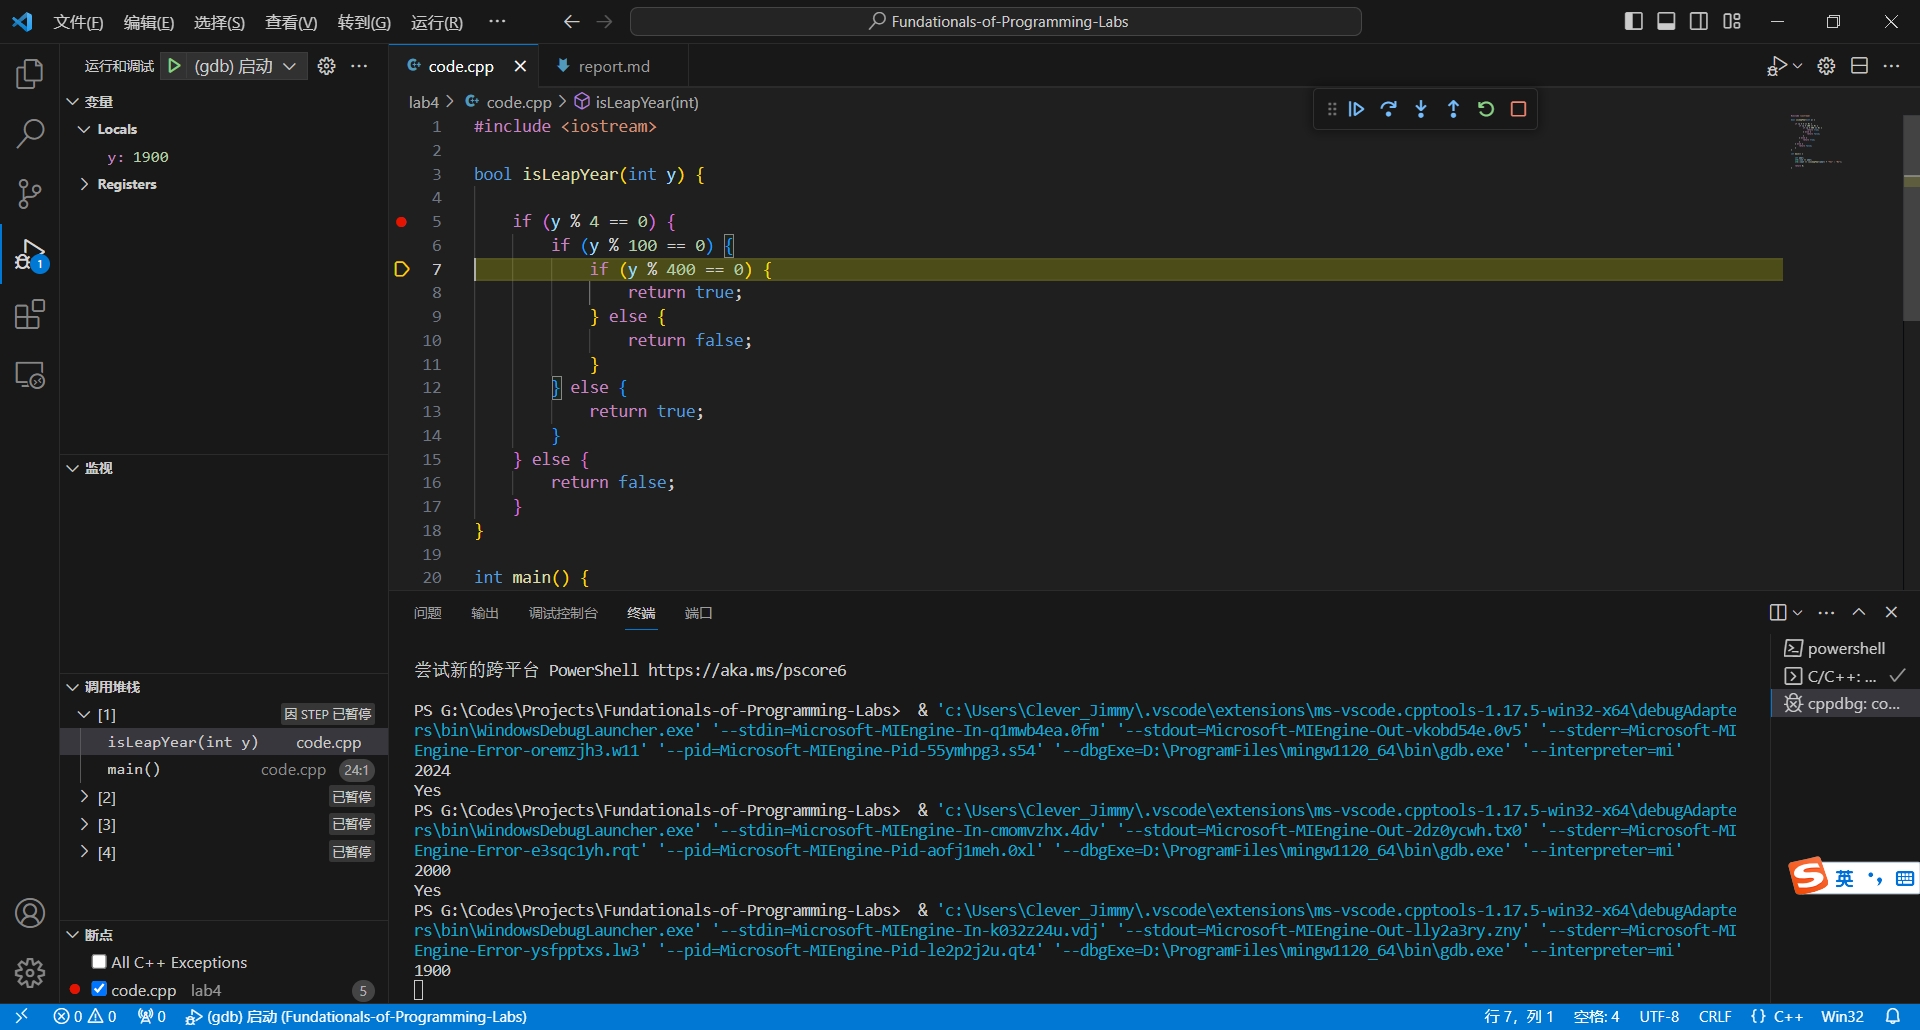 文件(F) 编辑(E) 选择(S) 查看(V) 转到(G) 运行(R) ··· Fundationals-of-Programming-Labs
运行和调试 (gdb) 启动 ···
变量
Locals
y: 1900
Registers
监视
调用堆栈
[1] 因 STEP 已暂停
isLeapYear(int y) code.cpp
main() code.cpp 24:1
[2] 已暂停
[3] 已暂停
[4] 已暂停
断点
All C++ Exceptions
code.cpp lab4 5
1
code.cpp report.md
lab4 > code.cpp > isLeapYear(int)
1 #include <iostream>
2
3 bool isLeapYear(int y) {
4
5     if (y % 4 == 0) {
6         if (y % 100 == 0) {
7             if (y % 400 == 0) {
8                 return true;
9             } else {
10                 return false;
11             }
12         } else {
13             return true;
14         }
15     } else {
16         return false;
17     }
18 }
19
20 int main() {
问题 输出 调试控制台 终端 端口
powershell
C/C++: ...
cppdbg: co...
尝试新的跨平台 PowerShell https://aka.ms/pscore6
PS G:\Codes\Projects\Fundationals-of-Programming-Labs>  & 'c:\Users\Clever_Jimmy\.vscode\extensions\ms-vscode.cpptools-1.17.5-win32-x64\debugAdapte
rs\bin\WindowsDebugLauncher.exe' '--stdin=Microsoft-MIEngine-In-q1mwb4ea.0fm' '--stdout=Microsoft-MIEngine-Out-vkobd54e.0v5' '--stderr=Microsoft-MI
Engine-Error-oremzjh3.w11' '--pid=Microsoft-MIEngine-Pid-55ymhpg3.s54' '--dbgExe=D:\ProgramFiles\mingw1120_64\bin\gdb.exe' '--interpreter=mi'
2024
Yes
PS G:\Codes\Projects\Fundationals-of-Programming-Labs>  & 'c:\Users\Clever_Jimmy\.vscode\extensions\ms-vscode.cpptools-1.17.5-win32-x64\debugAdapte
rs\bin\WindowsDebugLauncher.exe' '--stdin=Microsoft-MIEngine-In-cmomvzhx.4dv' '--stdout=Microsoft-MIEngine-Out-2dz0ycwh.tx0' '--stderr=Microsoft-MI
Engine-Error-e3sqc1yh.rqt' '--pid=Microsoft-MIEngine-Pid-aofj1meh.0xl' '--dbgExe=D:\ProgramFiles\mingw1120_64\bin\gdb.exe' '--interpreter=mi'
2000
Yes
PS G:\Codes\Projects\Fundationals-of-Programming-Labs>  & 'c:\Users\Clever_Jimmy\.vscode\extensions\ms-vscode.cpptools-1.17.5-win32-x64\debugAdapte
rs\bin\WindowsDebugLauncher.exe' '--stdin=Microsoft-MIEngine-In-k032z24u.vdj' '--stdout=Microsoft-MIEngine-Out-lly2a3ry.zny' '--stderr=Microsoft-MI
Engine-Error-ysfpptxs.lw3' '--pid=Microsoft-MIEngine-Pid-le2p2j2u.qt4' '--dbgExe=D:\ProgramFiles\mingw1120_64\bin\gdb.exe' '--interpreter=mi'
1900
S 英
0 0 0 (gdb) 启动 (Fundationals-of-Programming-Labs) 行 7，列 1 空格: 4 UTF-8 CRLF {} C++ Win32